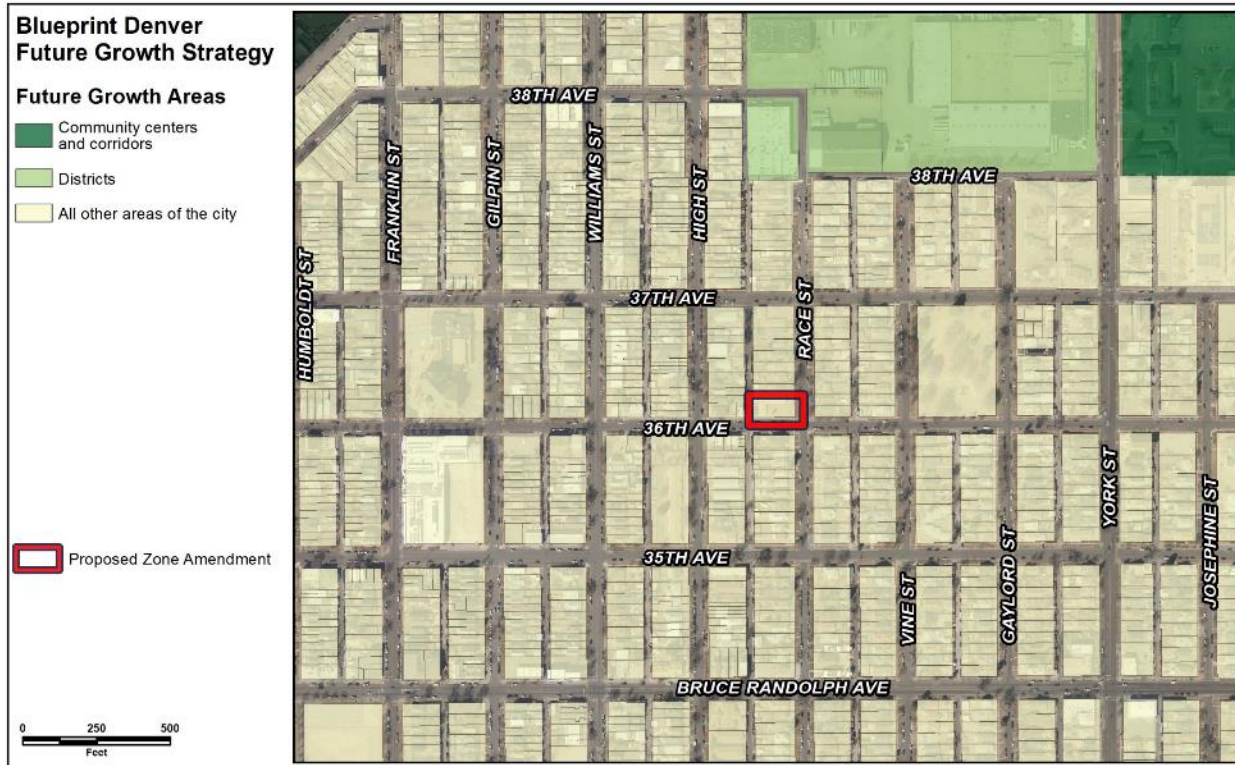 Blueprint Denver
Future Growth Strategy
Future Growth Areas
Community centers
and corridors
Districts
All other areas of the city
Proposed Zone Amendment
0 250 500
Feet
38TH AVE
38TH AVE
FRANKLIN ST
GILPIN ST
WILLIAMS ST
HIGH ST
HUMBOLDT ST
37TH AVE
RACE ST
36TH AVE
35TH AVE
VINE ST
GAYLORD ST
YORK ST
JOSEPHINE ST
BRUCE RANDOLPH AVE